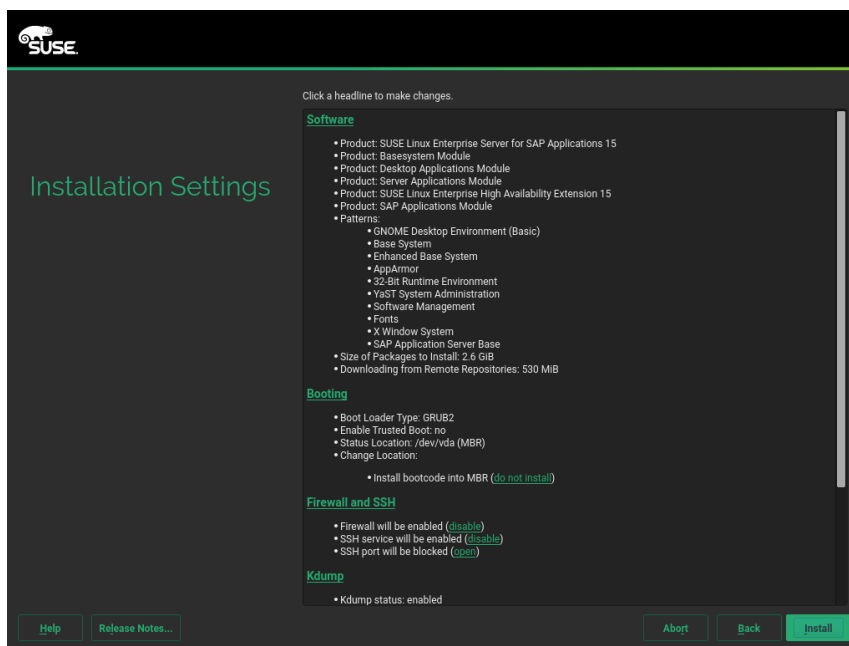 SUSE.
Click a headline to make changes.
Installation Settings
Software
• Product: SUSE Linux Enterprise Server for SAP Applications 15
• Product: Basesystem Module
• Product: Desktop Applications Module
• Product: Server Applications Module
• Product: SUSE Linux Enterprise High Availability Extension 15
• Product: SAP Applications Module
• Patterns:
• GNOME Desktop Environment (Basic)
• Base System
• Enhanced Base System
• AppArmor
• 32-Bit Runtime Environment
• YaST System Administration
• Software Management
• Fonts
• X Window System
• SAP Application Server Base
• Size of Packages to Install: 2.6 GiB
• Downloading from Remote Repositories: 530 MiB
Booting
• Boot Loader Type: GRUB2
• Enable Trusted Boot: no
• Status Location: /dev/vda (MBR)
• Change Location:
• Install bootcode into MBR (do not install)
Firewall and SSH
• Firewall will be enabled (disable)
• SSH service will be enabled (disable)
• SSH port will be blocked (open)
Kdump
• Kdump status: enabled
Help Release Notes... Abort Back Install